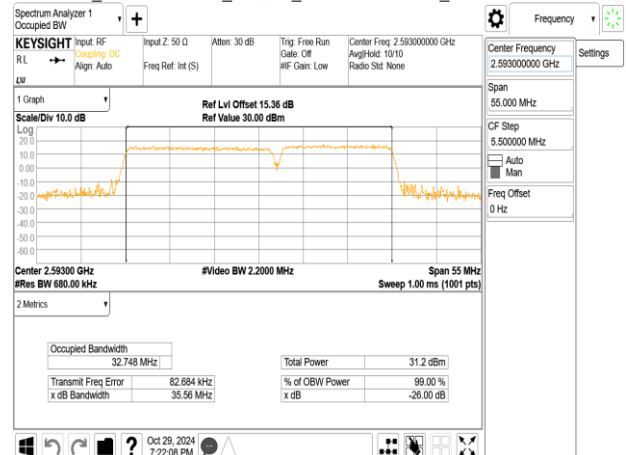 Spectrum Analyzer 1
Occupied BW
Frequency
KEYSIGHT
RL
Input: RF
Coupling: DC
Align: Auto
Input Z: 50 Ω
Freq Ref: Int (S)
Atten: 30 dB
Trig: Free Run
Gate: Off
#IF Gain: Low
Center Freq: 2.593000000 GHz
Avg|Hold: 10/10
Radio Std: None
Center Frequency
2.593000000 GHz
Settings
Span
55.000 MHz
CF Step
5.500000 MHz
Auto
Man
Freq Offset
0 Hz
1 Graph
Scale/Div 10.0 dB
Ref Lvl Offset 15.36 dB
Ref Value 30.00 dBm
Log
20.0
10.0
0.00
-10.0
-20.0
-30.0
-40.0
-50.0
-60.0
Center 2.59300 GHz
#Res BW 680.00 kHz
#Video BW 2.2000 MHz
Span 55 MHz
Sweep 1.00 ms (1001 pts)
2 Metrics
Occupied Bandwidth
32.748 MHz
Transmit Freq Error 82.684 kHz
x dB Bandwidth 35.56 MHz
Total Power 31.2 dBm
% of OBW Power 99.00 %
x dB -26.00 dB
?
Oct 29, 2024
7:22:08 PM